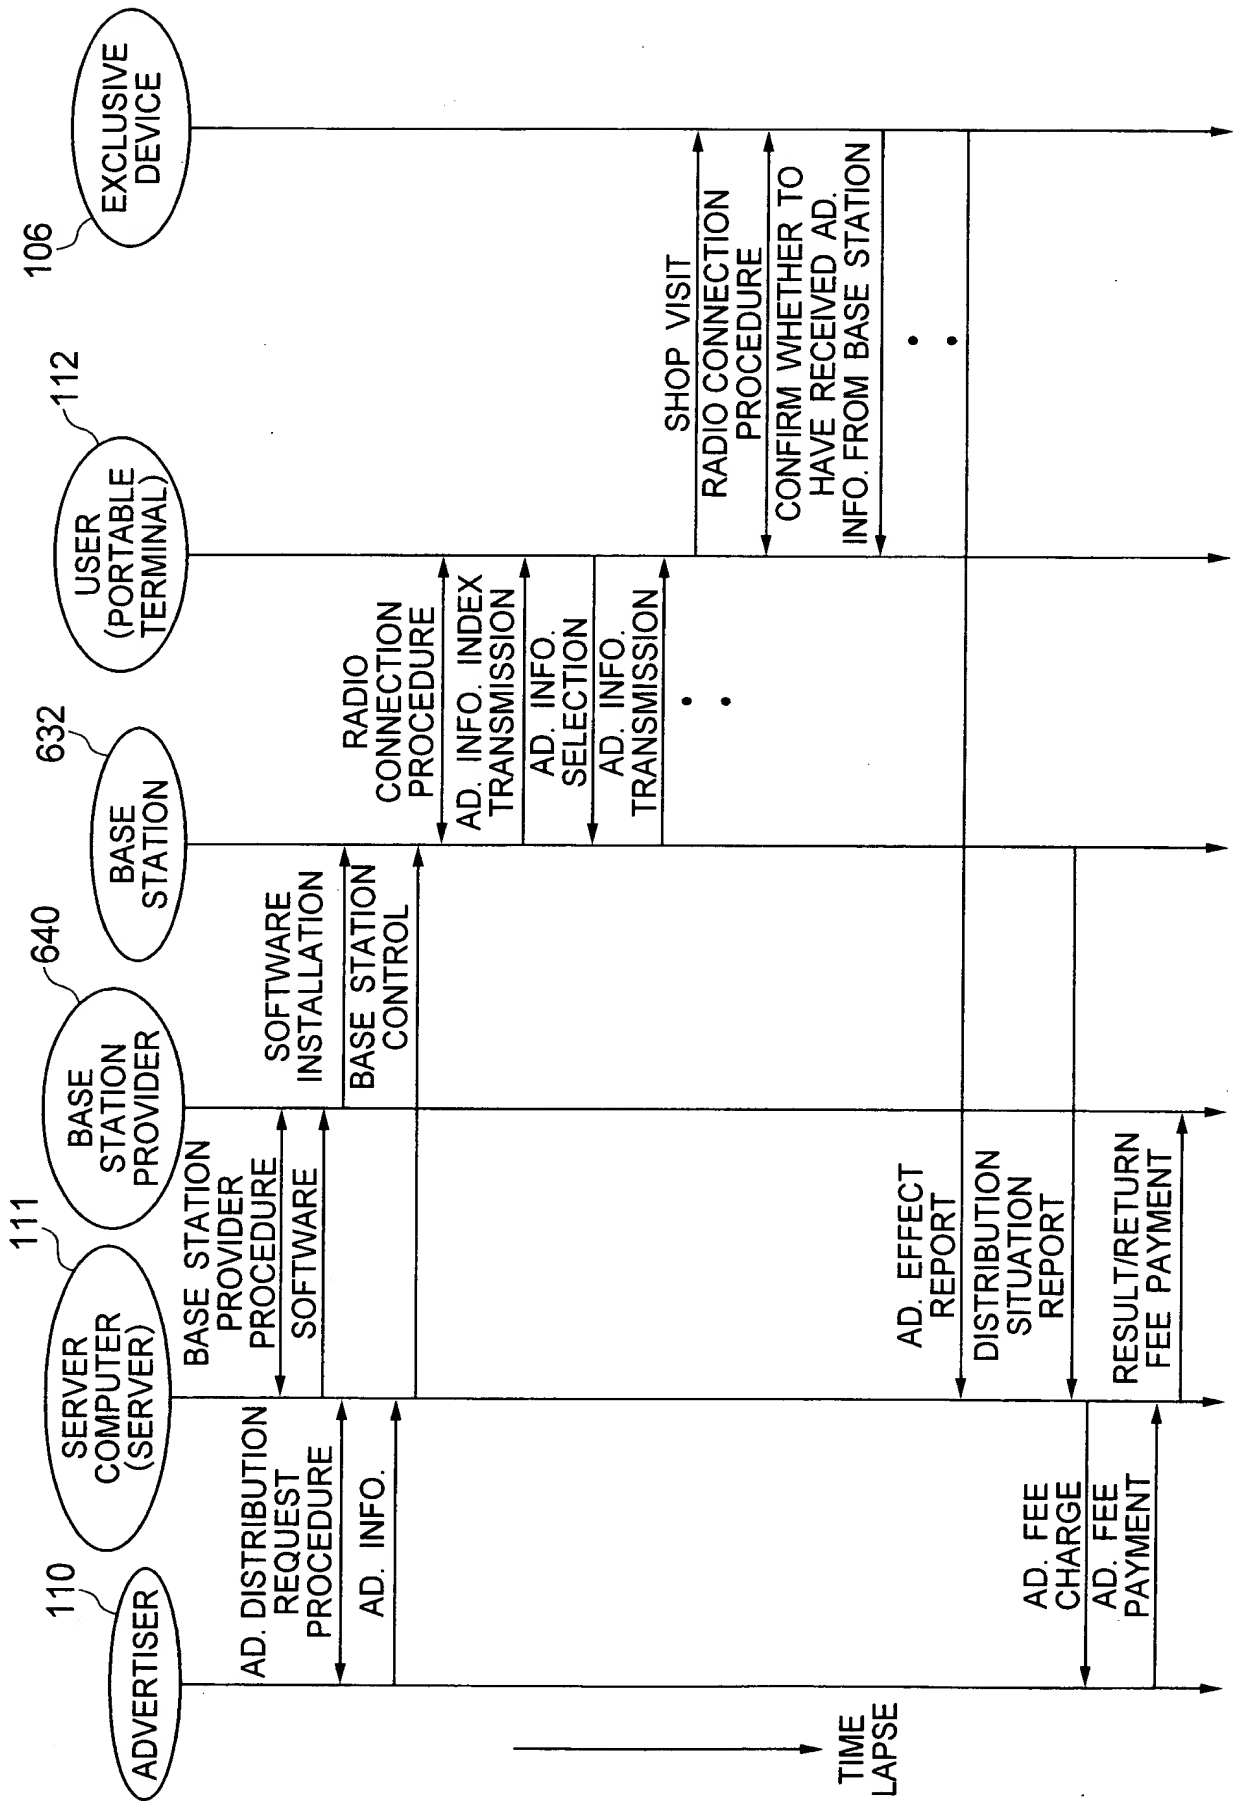 110
ADVERTISER
111
SERVER
COMPUTER
(SERVER)
640
BASE
STATION
PROVIDER
632
BASE
STATION
112
USER
(PORTABLE
TERMINAL)
106
EXCLUSIVE
DEVICE
BASE STATION
PROVIDER
PROCEDURE
SOFTWARE
AD. DISTRIBUTION
REQUEST
PROCEDURE
AD. INFO.
SOFTWARE
INSTALLATION
BASE STATION
CONTROL
RADIO
CONNECTION
PROCEDURE
AD. INFO. INDEX
TRANSMISSION
AD. INFO.
SELECTION
AD. INFO.
TRANSMISSION
SHOP VISIT
RADIO CONNECTION
PROCEDURE
CONFIRM WHETHER TO
HAVE RECEIVED AD.
INFO. FROM BASE STATION
AD. EFFECT
REPORT
DISTRIBUTION
SITUATION
REPORT
AD. FEE
CHARGE
AD. FEE
PAYMENT
RESULT/RETURN
FEE PAYMENT
TIME
LAPSE